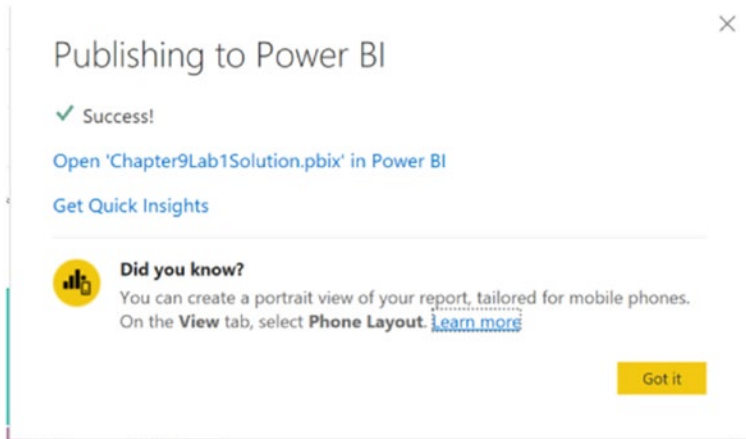 Publishing to Power BI
Success!
Open 'Chapter9Lab1Solution.pbix' in Power BI
Get Quick Insights
Did you know?
You can create a portrait view of your report, tailored for mobile phones.
On the View tab, select Phone Layout. Learn more
Got it